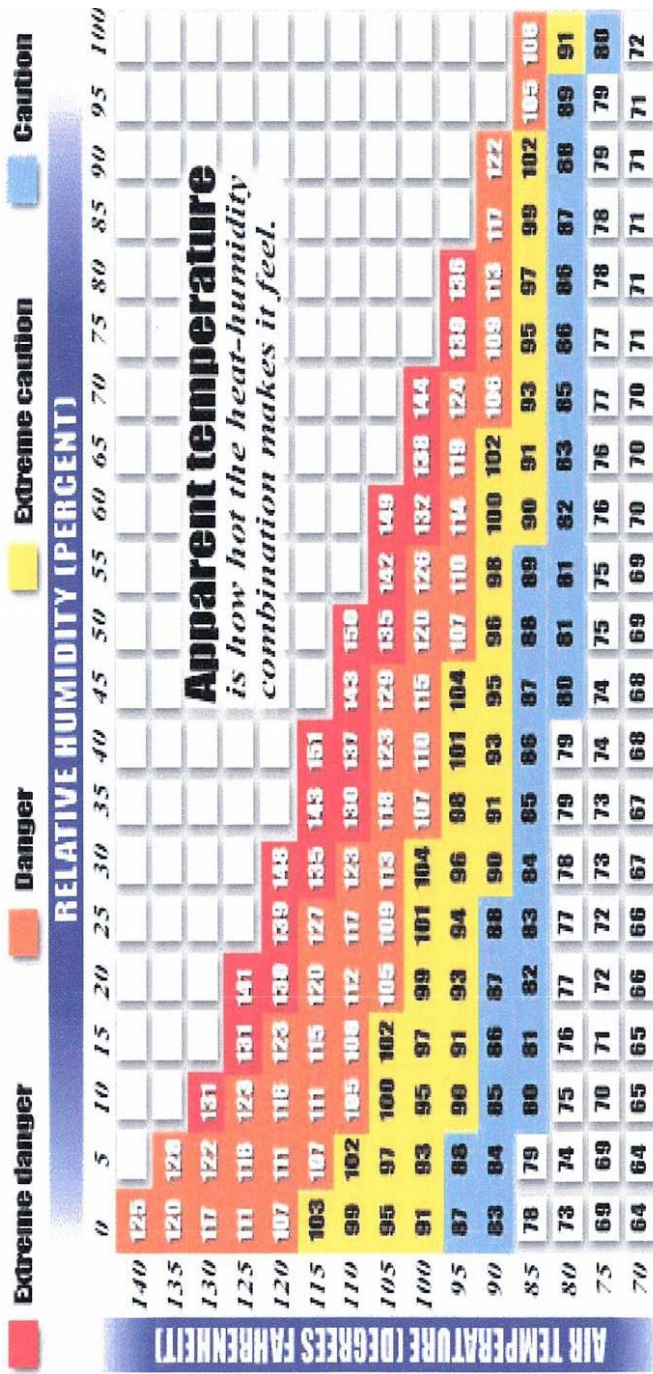 Extreme danger Danger Extreme caution Caution
RELATIVE HUMIDITY (PERCENT)
0 5 10 15 20 25 30 35 40 45 50 55 60 65 70 75 80 85 90 95 100
AIR TEMPERATURE (DEGREES FAHRENHEIT)
Apparent temperature
is how hot the heat-humidity
combination makes it feel.
140 125
135 120 128
130 117 122 131
125 111 116 123 131 141
120 107 111 116 123 130 139 148
115 103 107 111 115 120 127 135 143 151
110 99 102 105 108 112 117 123 130 137 143 150
105 95 97 100 102 105 109 113 118 123 129 135 142 149
100 91 93 95 97 99 101 104 107 110 115 120 126 132 138 144
95 87 88 90 91 93 94 96 98 101 104 107 110 114 119 124 130 136
90 83 84 85 86 87 88 90 91 93 95 96 98 100 102 106 109 113 117 122
85 78 79 80 81 82 83 84 85 86 87 88 89 90 91 93 95 97 99 102 105 108
80 73 74 75 76 77 77 78 79 79 80 81 81 82 83 85 86 86 87 88 89 91
75 69 69 70 71 72 72 73 73 74 74 75 75 76 76 77 77 78 78 79 79 80
70 64 64 65 65 66 66 67 67 68 68 69 69 70 70 70 71 71 71 71 71 72